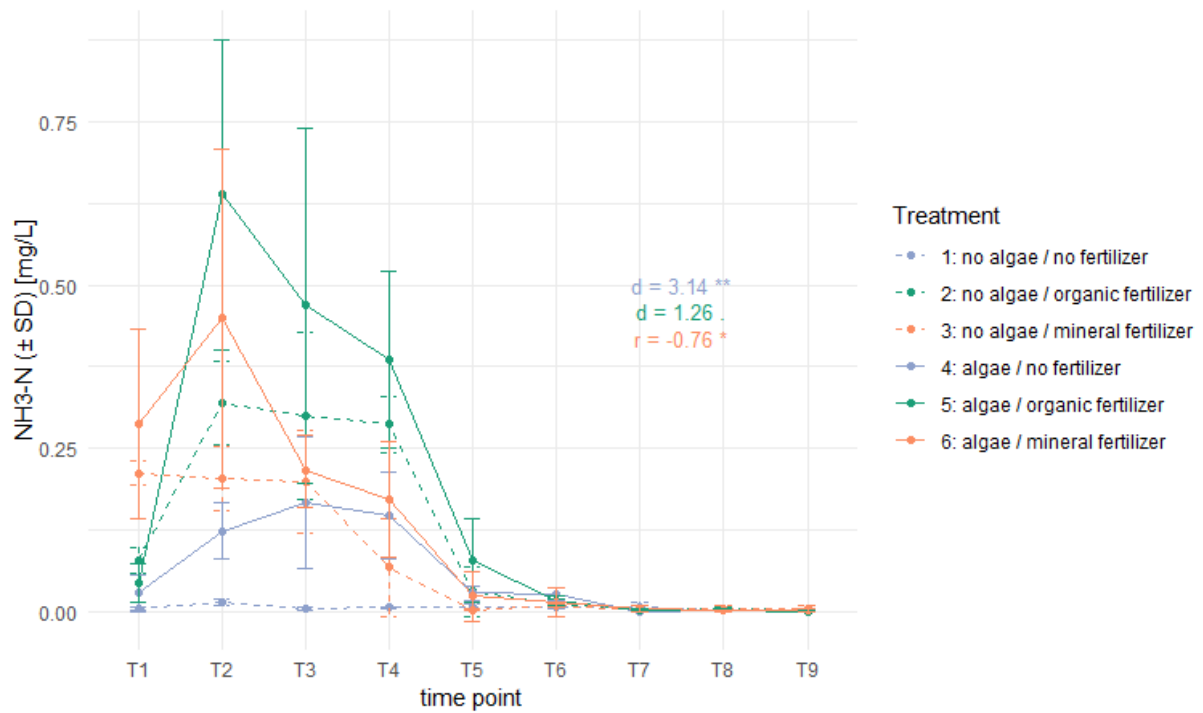 NH3-N (± SD) [mg/L]
0.75
0.50
0.25
0.00
d = 3.14 **
d = 1.26 .
r = -0.76 *
T1 T2 T3 T4 T5 T6 T7 T8 T9
time point
Treatment
1: no algae / no fertilizer
2: no algae / organic fertilizer
3: no algae / mineral fertilizer
4: algae / no fertilizer
5: algae / organic fertilizer
6: algae / mineral fertilizer